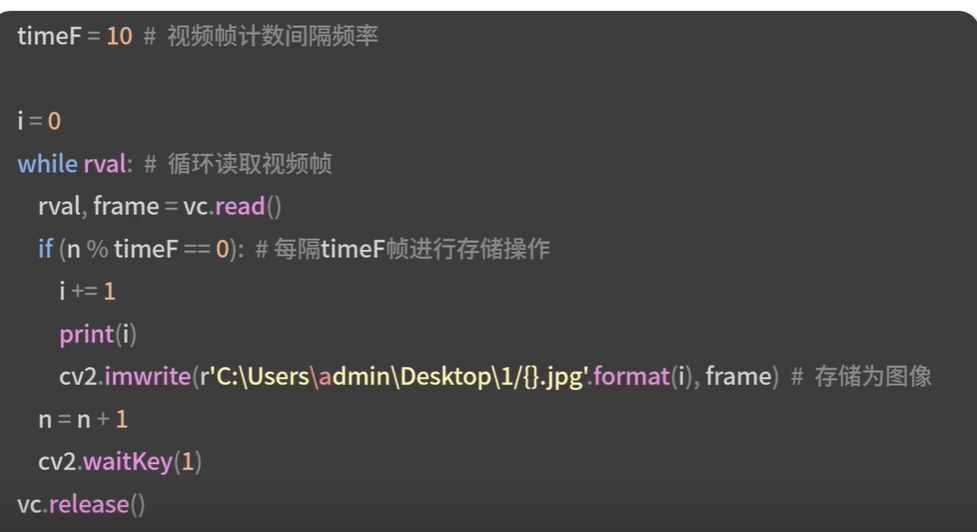 timeF = 10  #  视频帧计数间隔频率
i = 0
while rval:  #  循环读取视频帧
rval, frame = vc.read()
if (n % timeF == 0):  # 每隔timeF帧进行存储操作
i += 1
print(i)
cv2.imwrite(r'C:\Users\admin\Desktop\1/{}.jpg'.format(i), frame)  #  存储为图像
n = n + 1
cv2.waitKey(1)
vc.release()